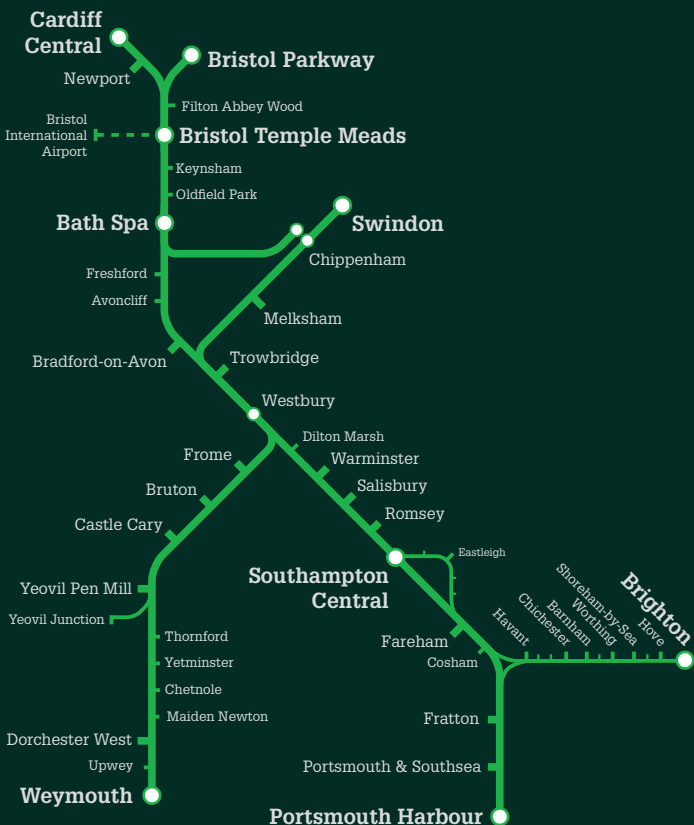 Cardiff
Central
Newport
Bristol Parkway
Filton Abbey Wood
Bristol
International
Airport
Bristol Temple Meads
Keynsham
Oldfield Park
Bath Spa
Swindon
Chippenham
Freshford
Avoncliff
Melksham
Bradford-on-Avon
Trowbridge
Westbury
Dilton Marsh
Frome
Warminster
Bruton
Salisbury
Castle Cary
Romsey
Southampton
Central
Eastleigh
Yeovil Pen Mill
Yeovil Junction
Thornford
Yetminster
Chetnole
Maiden Newton
Dorchester West
Upwey
Weymouth
Fareham
Cosham
Havant
Chichester
Barnham
Worthing
Shoreham-by-Sea
Hove
Brighton
Fratton
Portsmouth & Southsea
Portsmouth Harbour